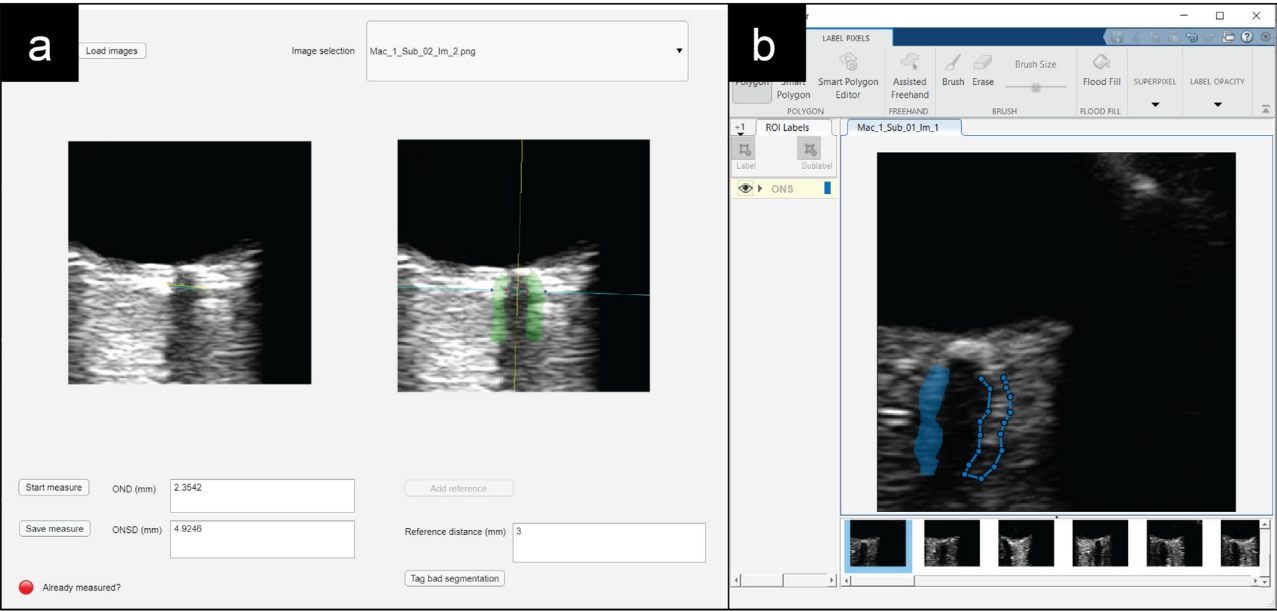 a
Load images
Image selection
Mac_1_Sub_02_Im_2.png
Start measure
OND (mm)
2.3542
Add reference
Save measure
ONSD (mm)
4.9246
Reference distance (mm)
3
Tag bad segmentation
Already measured?
b
LABEL PIXELS
Polygon
Smart
Polygon
Smart Polygon
Editor
Assisted
Freehand
Brush
Erase
Brush Size
Flood Fill
SUPERPIXEL
LABEL OPACITY
POLYGON
FREEHAND
BRUSH
FLOOD FILL
+1
ROI Labels
Mac_1_Sub_01_Im_1
Label
Sublabel
ONS